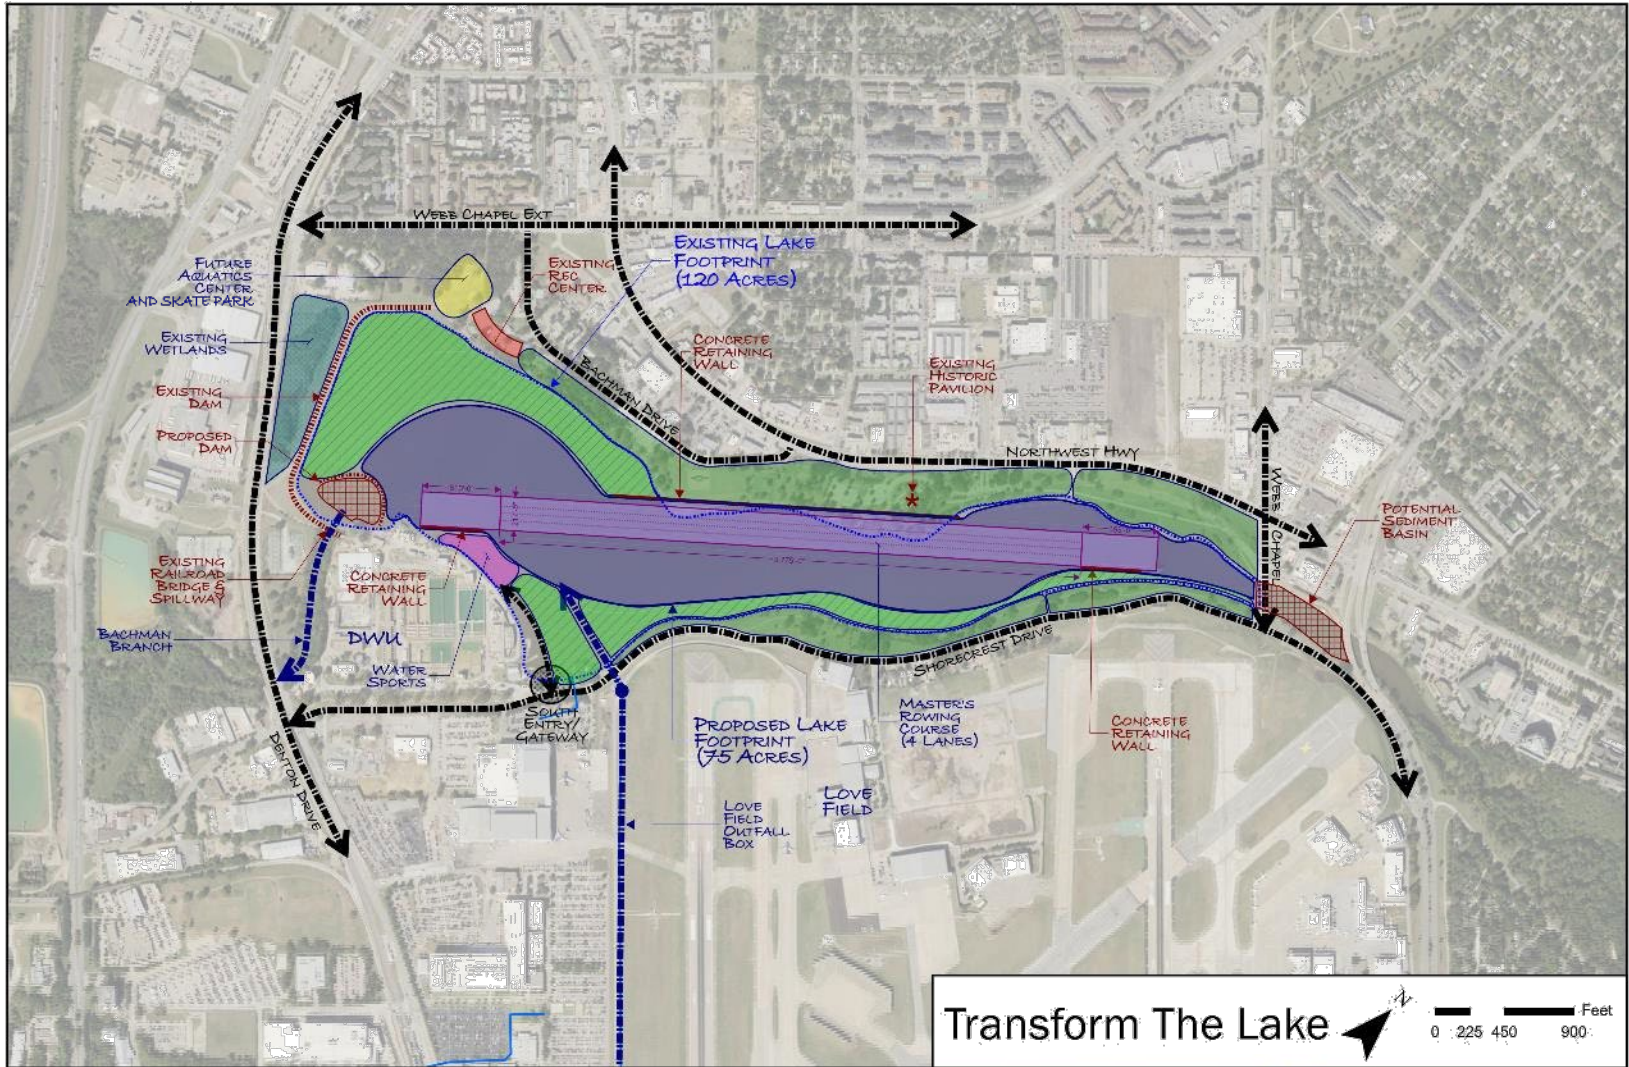 WEBB CHAPEL EXT
FUTURE
AQUATICS
CENTER
AND SKATE PARK
EXISTING
REC
CENTER
EXISTING LAKE
FOOTPRINT
(120 ACRES)
EXISTING
WETLANDS
CONCRETE
RETAINING
WALL
EXISTING
HISTORIC
PAVILION
BACHMAN DRIVE
EXISTING
DAM
PROPOSED
DAM
NORTHWEST HWY
WEBB CHAPEL
POTENTIAL
SEDIMENT
BASIN
EXISTING
RAILROAD
BRIDGE &
SPILLWAY
CONCRETE
RETAINING
WALL
BACHMAN
BRANCH
DWU
WATER
SPORTS
SHORECREST DRIVE
SOUTH
ENTRY/
GATEWAY
PROPOSED LAKE
FOOTPRINT
(75 ACRES)
MASTER'S
ROWING
COURSE
(4 LANES)
CONCRETE
RETAINING
WALL
DENTON DRIVE
LOVE
FIELD
OUTFALL
BOX
LOVE
FIELD
Transform The Lake
N
Feet
0 225 450 900